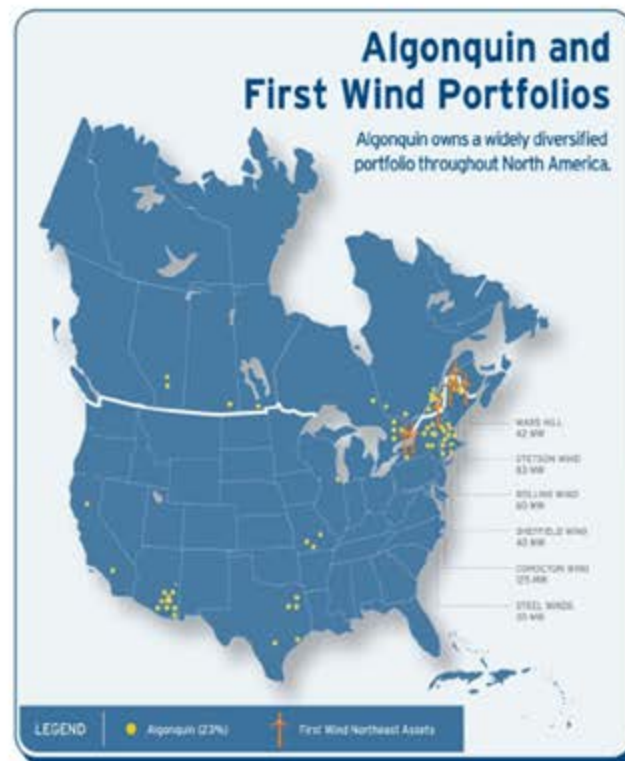 Algonquin and
First Wind Portfolios
Algonquin owns a widely diversified
portfolio throughout North America.
MARS HILL
42 MW
STETSON WIND
83 MW
ROLLINS WIND
60 MW
SHEFFIELD WIND
40 MW
COHOCTON WIND
125 MW
STEEL WINDS
35 MW
LEGEND
Algonquin (23%)
First Wind Northeast Assets